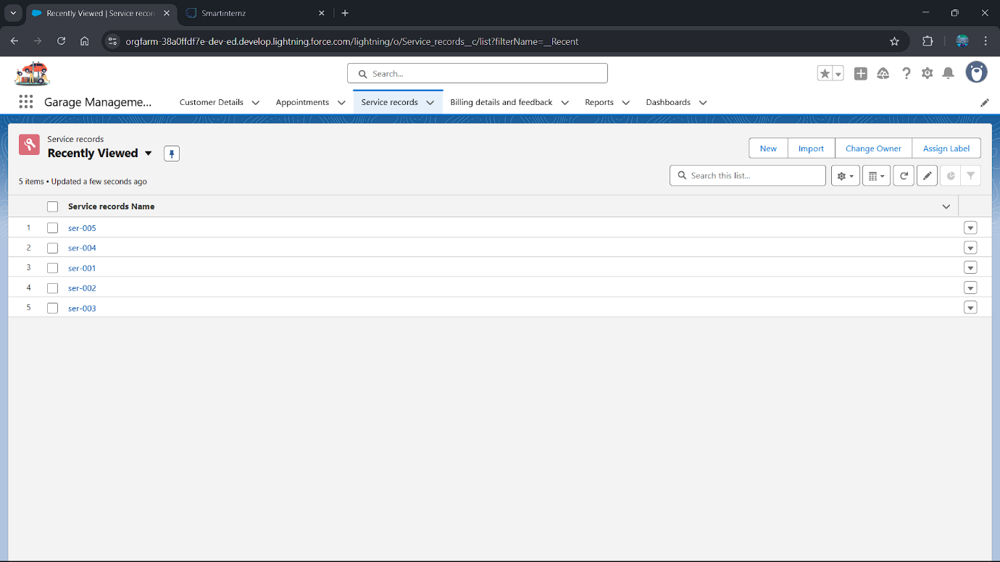 Recently Viewed | Service recor
Smartinternz
orgfarm-38a0ffdf7e-dev-ed.develop.lightning.force.com/lightning/o/Service_records__c/list?filterName=__Recent
Search...
Garage Manageme...
Customer Details
Appointments
Service records
Billing details and feedback
Reports
Dashboards
Service records
Recently Viewed
New
Import
Change Owner
Assign Label
5 items • Updated a few seconds ago
Search this list...
Service records Name
1 ser-005
2 ser-004
3 ser-001
4 ser-002
5 ser-003